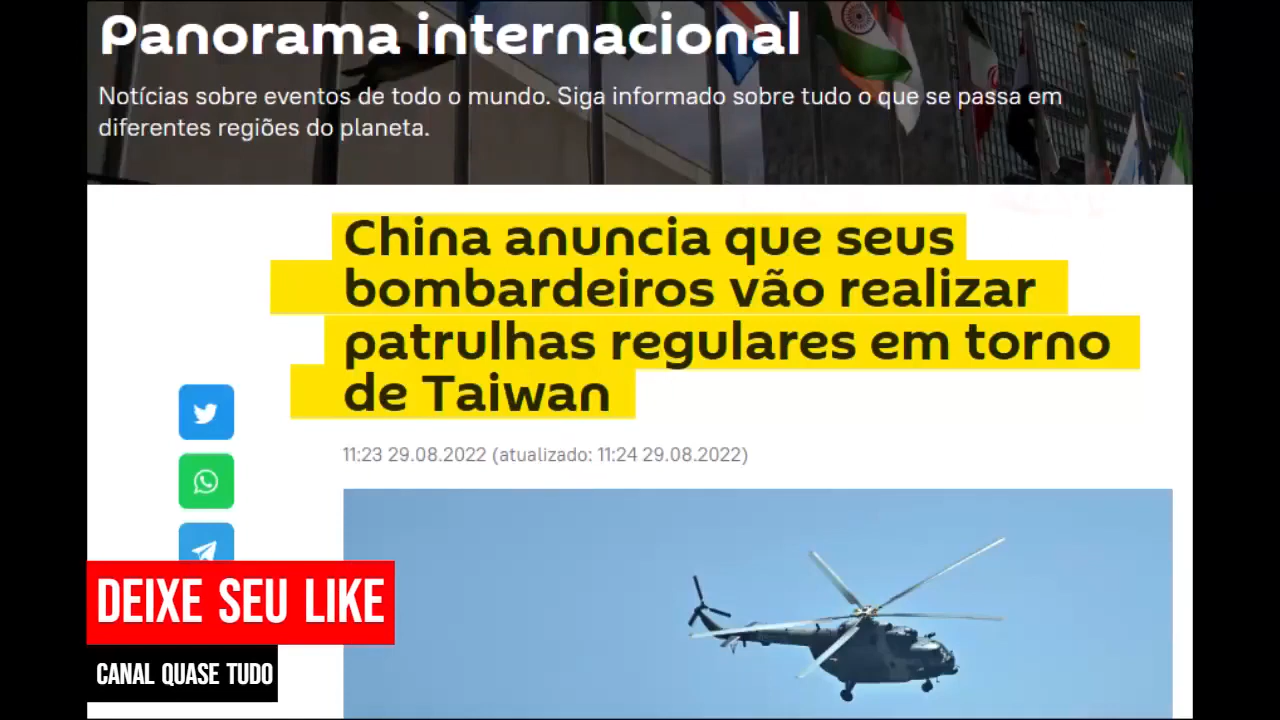 Panorama internacional
Notícias sobre eventos de todo o mundo. Siga informado sobre tudo o que se passa em
diferentes regiões do planeta.
China anuncia que seus
bombardeiros vão realizar
patrulhas regulares em torno
de Taiwan
11:23 29.08.2022 (atualizado: 11:24 29.08.2022)
DEIXE SEU LIKE
CANAL QUASE TUDO